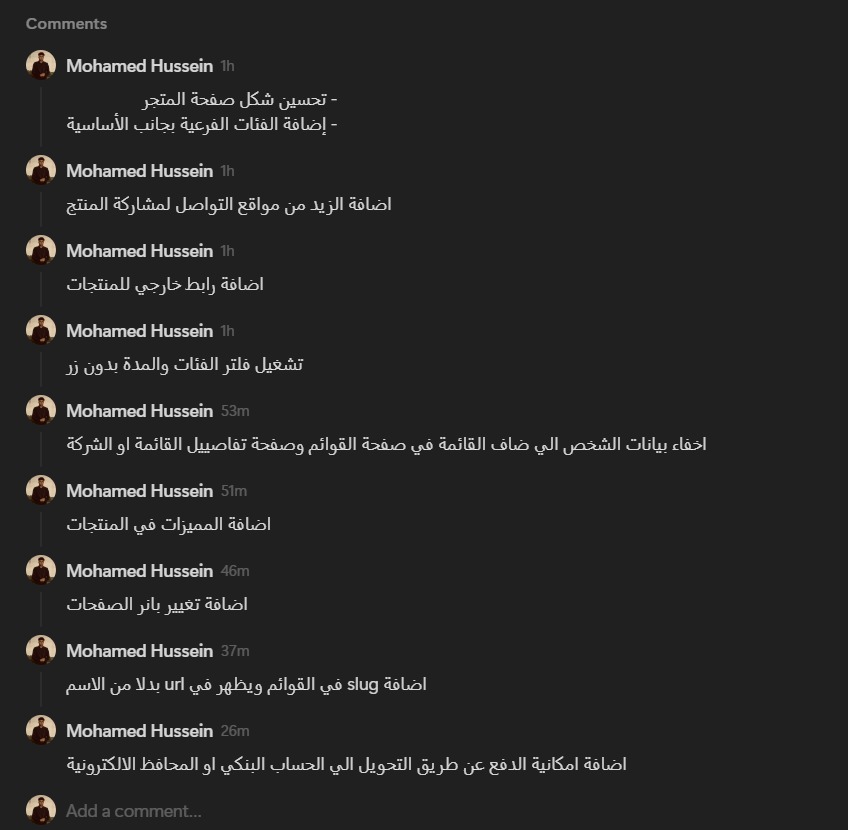 Comments
Mohamed Hussein 1h
- تحسين شكل صفحة المتجر
- إضافة الفئات الفرعية بجانب الأساسية
Mohamed Hussein 1h
اضافة الزيد من مواقع التواصل لمشاركة المنتج
Mohamed Hussein 1h
اضافة رابط خارجي للمنتجات
Mohamed Hussein 1h
تشغيل فلتر الفئات والمدة بدون زر
Mohamed Hussein 53m
اخفاء بيانات الشخص الي ضاف القائمة في صفحة القوائم وصفحة تفاصييل القائمة او الشركة
Mohamed Hussein 51m
اضافة المميزات في المنتجات
Mohamed Hussein 46m
اضافة تغيير بانر الصفحات
Mohamed Hussein 37m
اضافة slug في القوائم ويظهر في url بدلا من الاسم
Mohamed Hussein 26m
اضافة امكانية الدفع عن طريق التحويل الي الحساب البنكي او المحافظ الالكترونية
Add a comment...